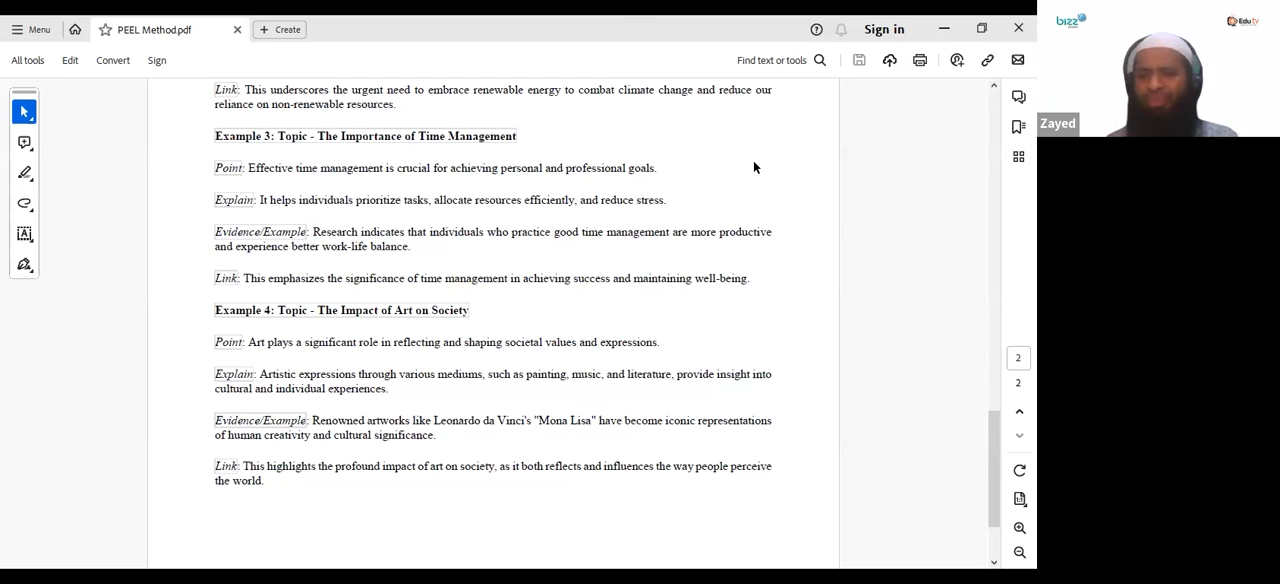 Menu
PEEL Method.pdf
Create
Sign in
All tools
Edit
Convert
Sign
Find text or tools
Link: This underscores the urgent need to embrace renewable energy to combat climate change and reduce our
reliance on non-renewable resources.
Example 3: Topic - The Importance of Time Management
Point: Effective time management is crucial for achieving personal and professional goals.
Explain: It helps individuals prioritize tasks, allocate resources efficiently, and reduce stress.
Evidence/Example: Research indicates that individuals who practice good time management are more productive
and experience better work-life balance.
Link: This emphasizes the significance of time management in achieving success and maintaining well-being.
Example 4: Topic - The Impact of Art on Society
Point: Art plays a significant role in reflecting and shaping societal values and expressions.
Explain: Artistic expressions through various mediums, such as painting, music, and literature, provide insight into
cultural and individual experiences.
Evidence/Example: Renowned artworks like Leonardo da Vinci's "Mona Lisa" have become iconic representations
of human creativity and cultural significance.
Link: This highlights the profound impact of art on society, as it both reflects and influences the way people perceive
the world.
2
2
1:1
bizz
Edu tv
Zayed